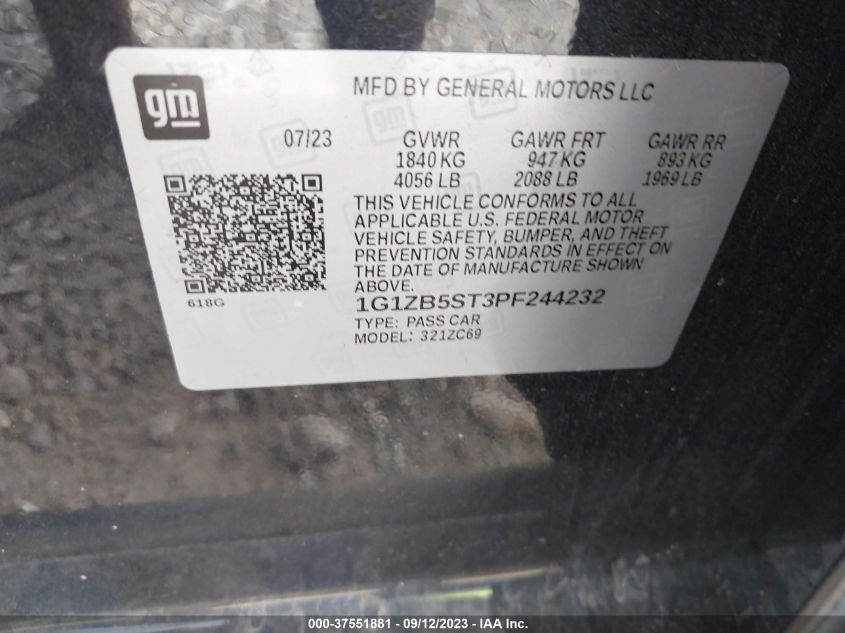 gm
MFD BY GENERAL MOTORS LLC
07/23 GVWR GAWR FRT GAWR RR
1840 KG 947 KG 893 KG
4056 LB 2088 LB 1969 LB
THIS VEHICLE CONFORMS TO ALL
APPLICABLE U.S. FEDERAL MOTOR
VEHICLE SAFETY, BUMPER, AND THEFT
PREVENTION STANDARDS IN EFFECT ON
THE DATE OF MANUFACTURE SHOWN
ABOVE.
618G
1G1ZB5ST3PF244232
TYPE: PASS CAR
MODEL: 321ZC69
000-37551881 - 09/12/2023 - IAA Inc.